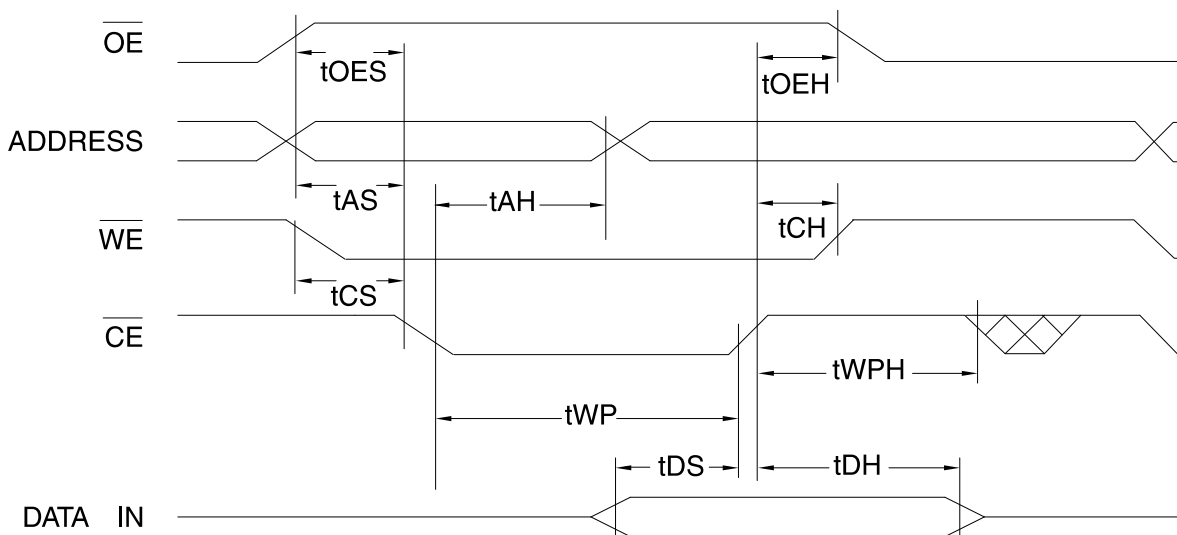 OE
tOES
tOEH
ADDRESS
tAS
tAH
tCH
WE
tCS
CE
tWPH
tWP
tDS
tDH
DATA IN